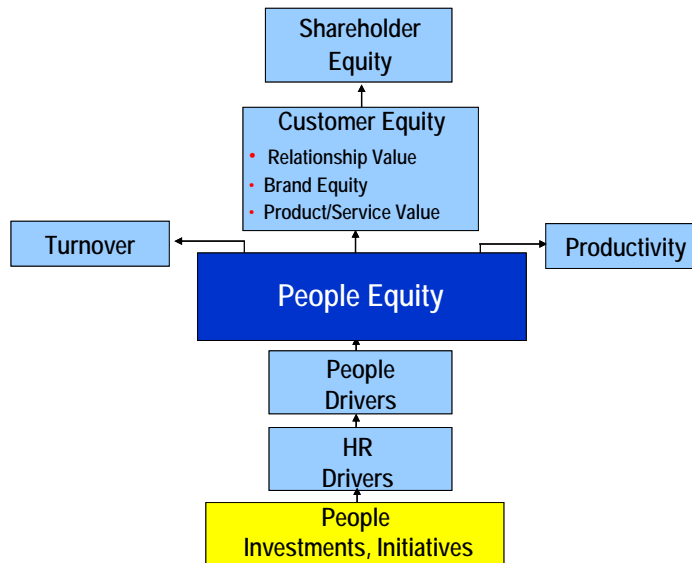 Shareholder
Equity
Customer Equity
• Relationship Value
• Brand Equity
• Product/Service Value
Turnover
Productivity
People Equity
People
Drivers
HR
Drivers
People
Investments, Initiatives